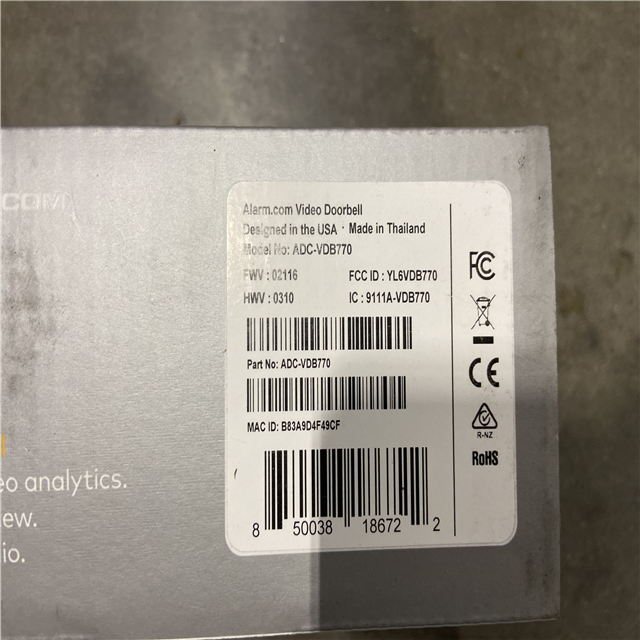 COM
Alarm.com Video Doorbell
Designed in the USA · Made in Thailand
Model No: ADC-VDB770
FWV : 02116 FCC ID : YL6VDB770
HWV : 0310 IC : 9111A-VDB770
Part No: ADC-VDB770
MAC ID: B83A9D4F49CF
8 50038 18672 2
FC
CE
R-NZ
RoHS
eo analytics.
ew.
io.